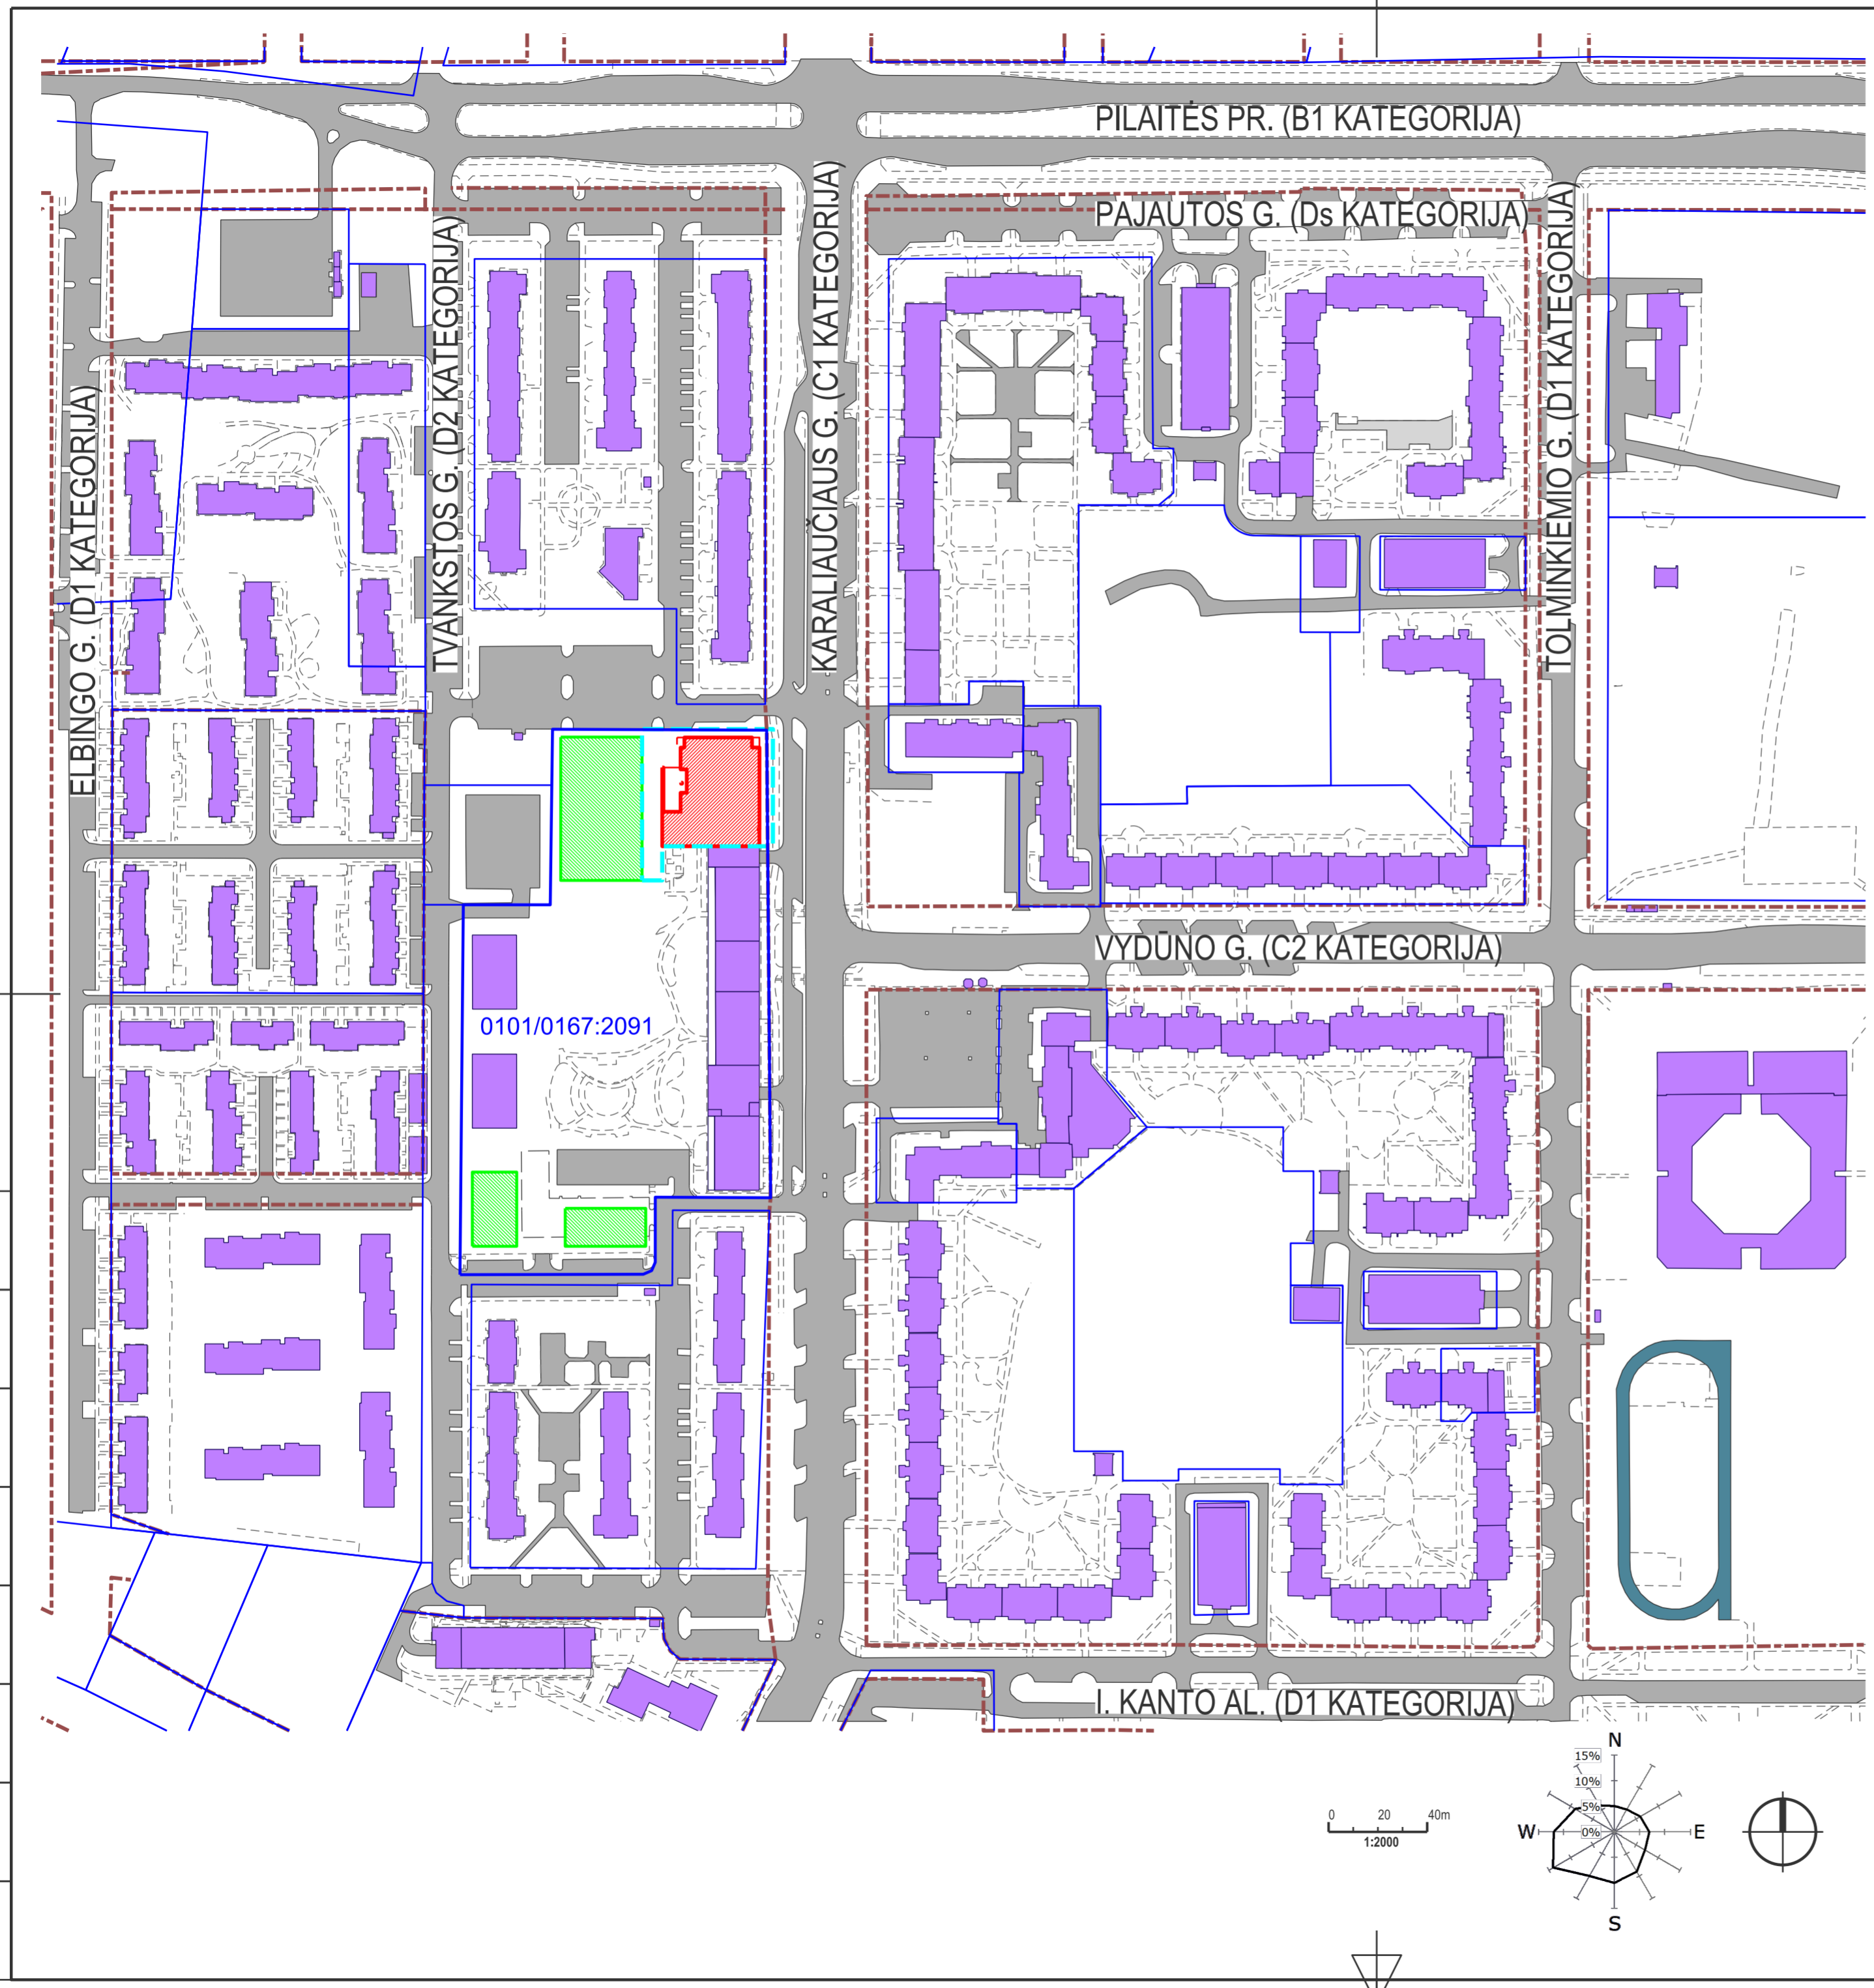 PILAITĖS PR. (B1 KATEGORIJA)
PAJAUTOS G. (Ds KATEGORIJA)
ELBINGO G. (D1 KATEGORIJA)
TVANKSTOS G. (D2 KATEGORIJA)
KARALIAUČIAUS G. (C1 KATEGORIJA)
TOLMINKIEMIO G. (D1 KATEGORIJA)
VYDŪNO G. (C2 KATEGORIJA)
0101/0167:2091
I. KANTO AL. (D1 KATEGORIJA)
N
15%
10%
5%
0%
W
E
S
0 20 40m
1:2000